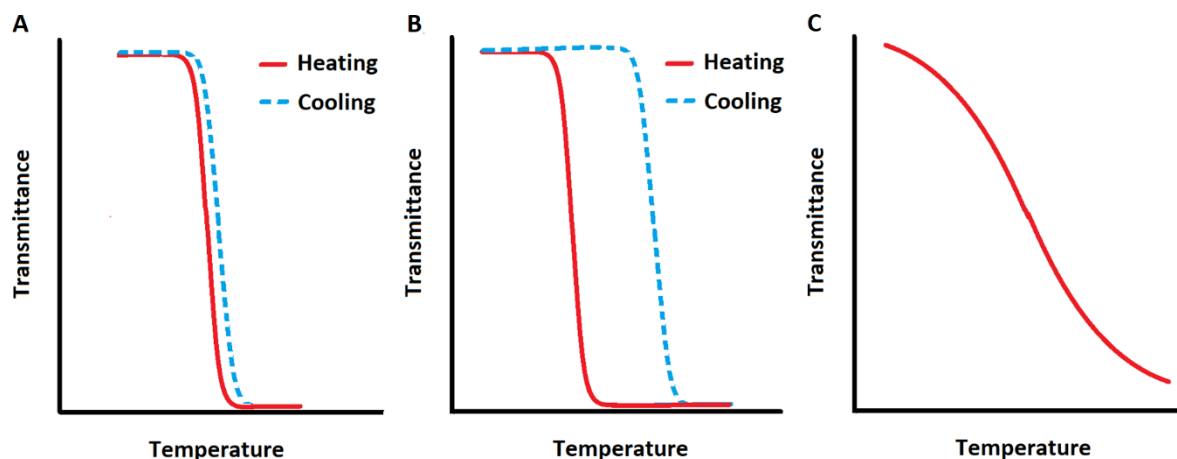 A
Heating
Cooling
Transmittance
Temperature
B
Heating
Cooling
Transmittance
Temperature
C
Transmittance
Temperature